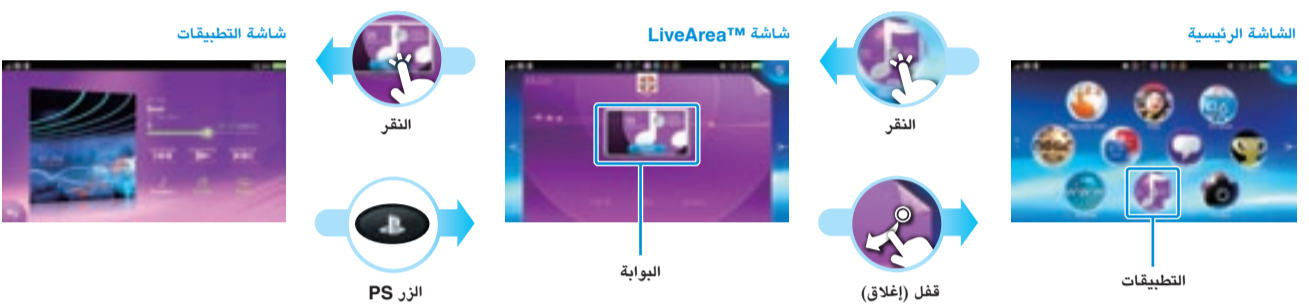 الشاشة الرئيسية
شاشة LiveArea™
شاشة التطبيقات
النقر
النقر
التطبيقات
البوابة
قفل (إغلاق)
الزر PS